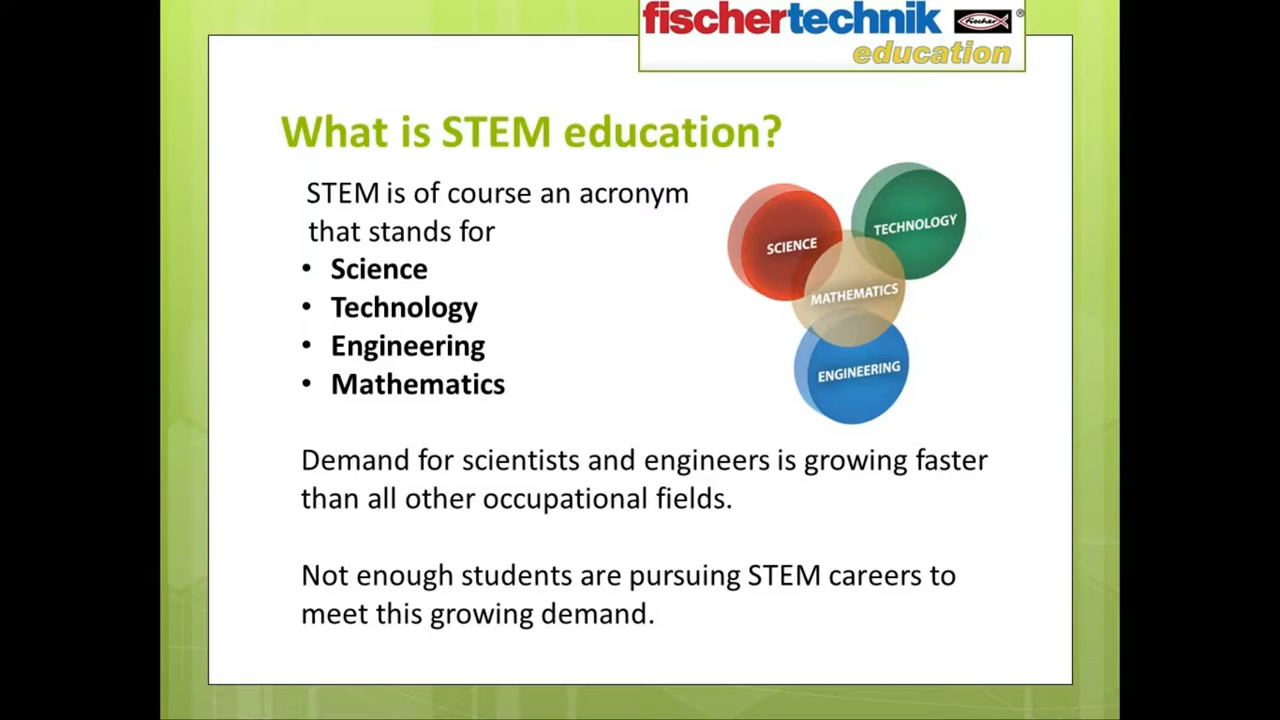 fischertechnik fischer ®
education
What is STEM education?
STEM is of course an acronym
that stands for
• Science
• Technology
• Engineering
• Mathematics
SCIENCE
TECHNOLOGY
MATHEMATICS
ENGINEERING
Demand for scientists and engineers is growing faster
than all other occupational fields.
Not enough students are pursuing STEM careers to
meet this growing demand.